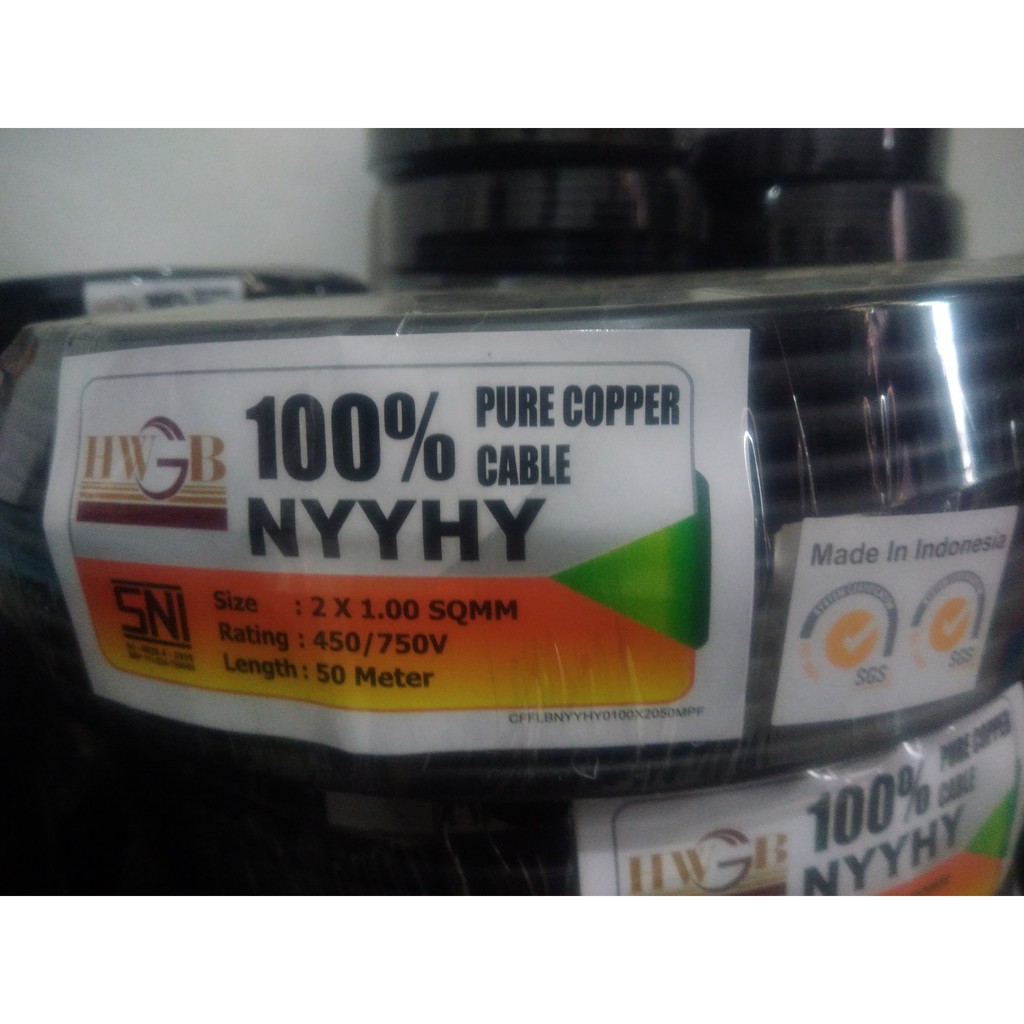 HWGB
100% PURE COPPER
CABLE
NYYHY
SNI
Size : 2 X 1.00 SQMM
Rating : 450/750V
Length : 50 Meter
CFFLBNYYHY0100X2050MPF
Made In Indonesia
SGS
SGS
HWGB
100% PURE COPPER
CABLE
NYYHY